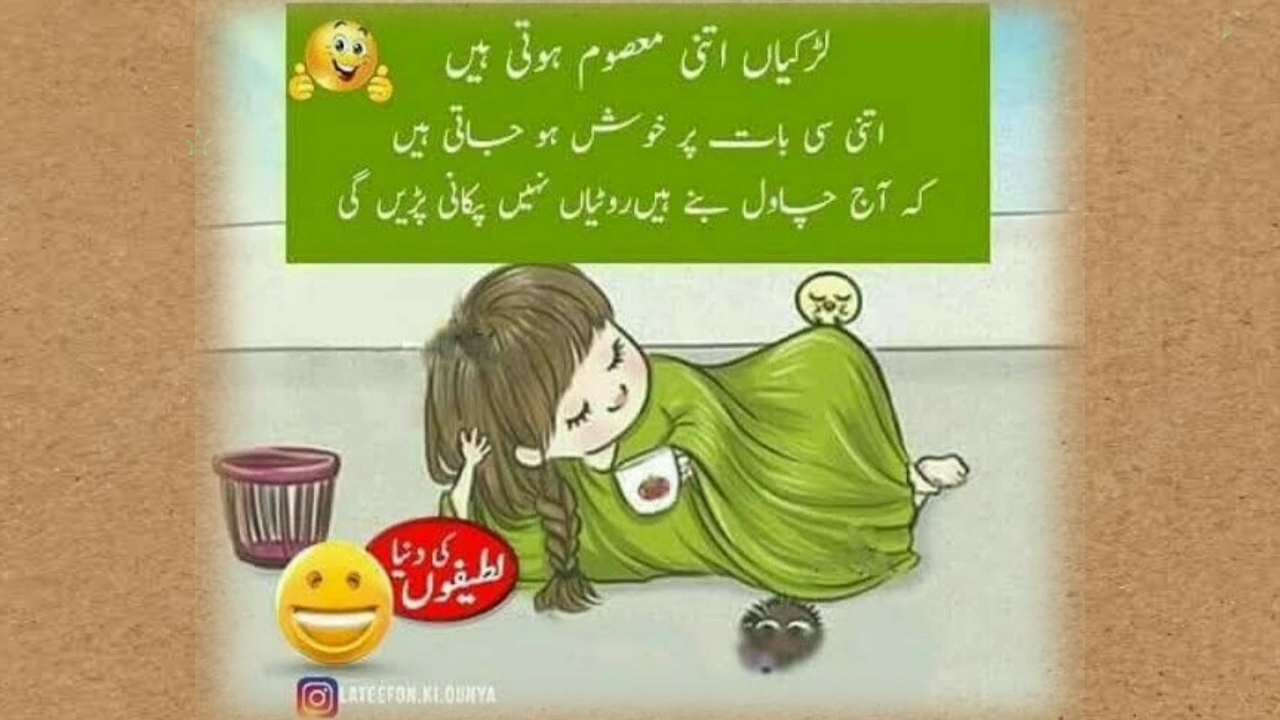 لڑکیاں اتنی معصوم ہوتی ہیں
اتنی سی بات پر خوش ہو جاتی ہیں
کہ آج چاول بنے ہیں روٹیاں نہیں پکانی پڑیں گی
لطیفوں کی دنیا
LATEEFON.KI.DUNYA